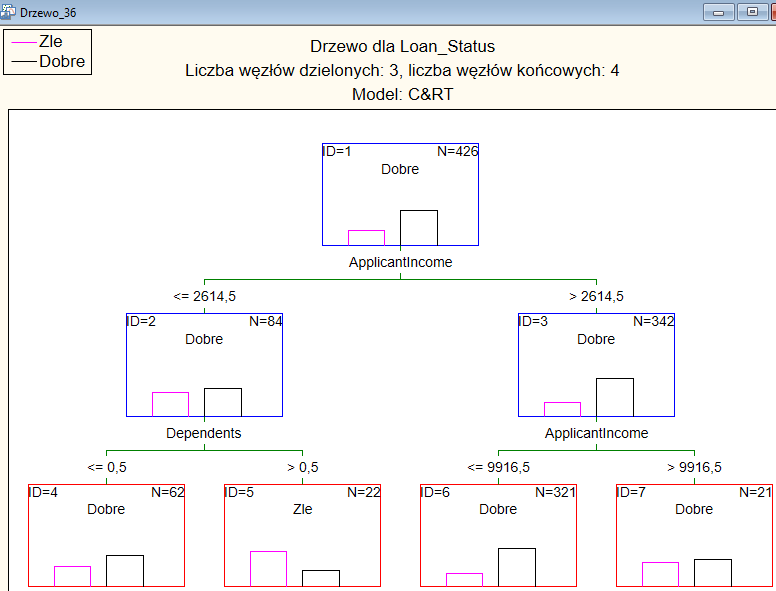 Drzewo_36
Zle
Dobre
Drzewo dla Loan_Status
Liczba węzłów dzielonych: 3, liczba węzłów końcowych: 4
Model: C&RT
ID=1 N=426
Dobre
ApplicantIncome
<= 2614,5 > 2614,5
ID=2 N=84 ID=3 N=342
Dobre Dobre
Dependents ApplicantIncome
<= 0,5 > 0,5 <= 9916,5 > 9916,5
ID=4 N=62 ID=5 N=22 ID=6 N=321 ID=7 N=21
Dobre Zle Dobre Dobre